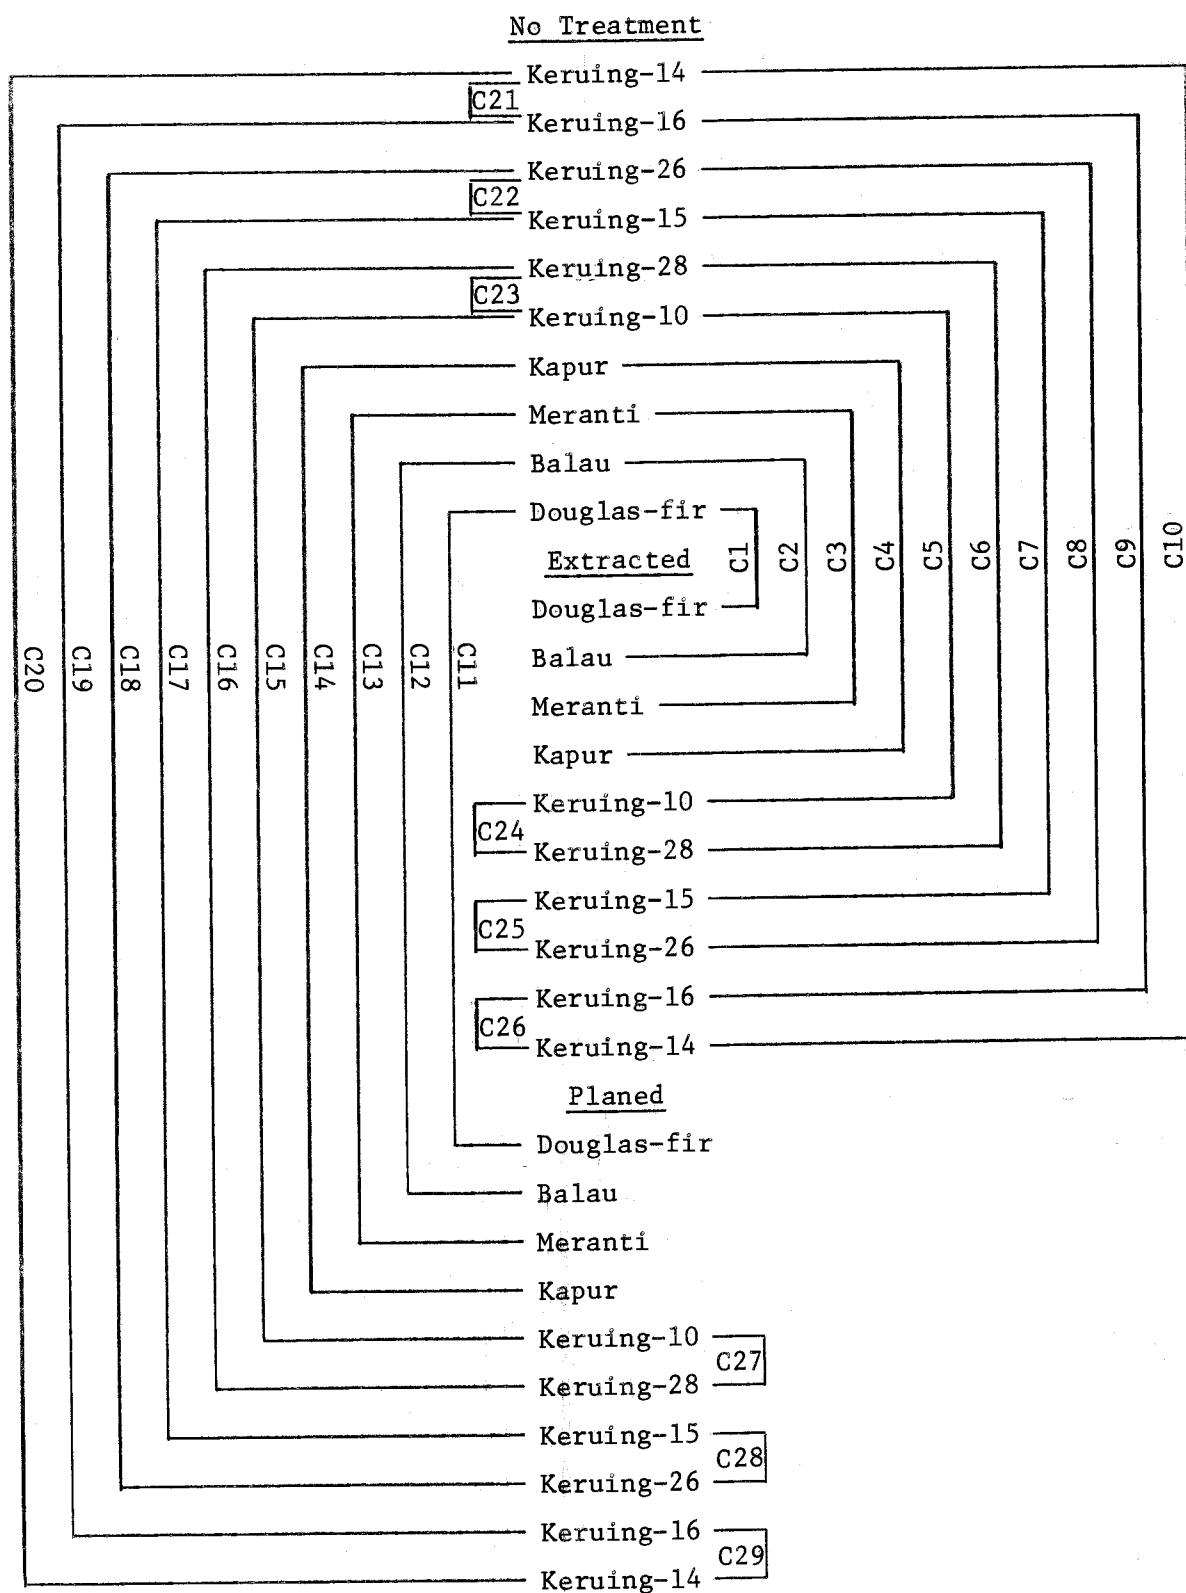 No Treatment
Keruing-14
C21
Keruing-16
Keruing-26
C22
Keruing-15
Keruing-28
C23
Keruing-10
Kapur
Meranti
Balau
Douglas-fir
Extracted
C1 C2 C3 C4 C5 C6 C7 C8 C9 C10
Douglas-fir
Balau
C20 C19 C18 C17 C16 C15 C14 C13 C12 C11
Meranti
Kapur
Keruing-10
C24
Keruing-28
Keruing-15
C25
Keruing-26
Keruing-16
C26
Keruing-14
Planed
Douglas-fir
Balau
Meranti
Kapur
Keruing-10
C27
Keruing-28
Keruing-15
C28
Keruing-26
Keruing-16
C29
Keruing-14